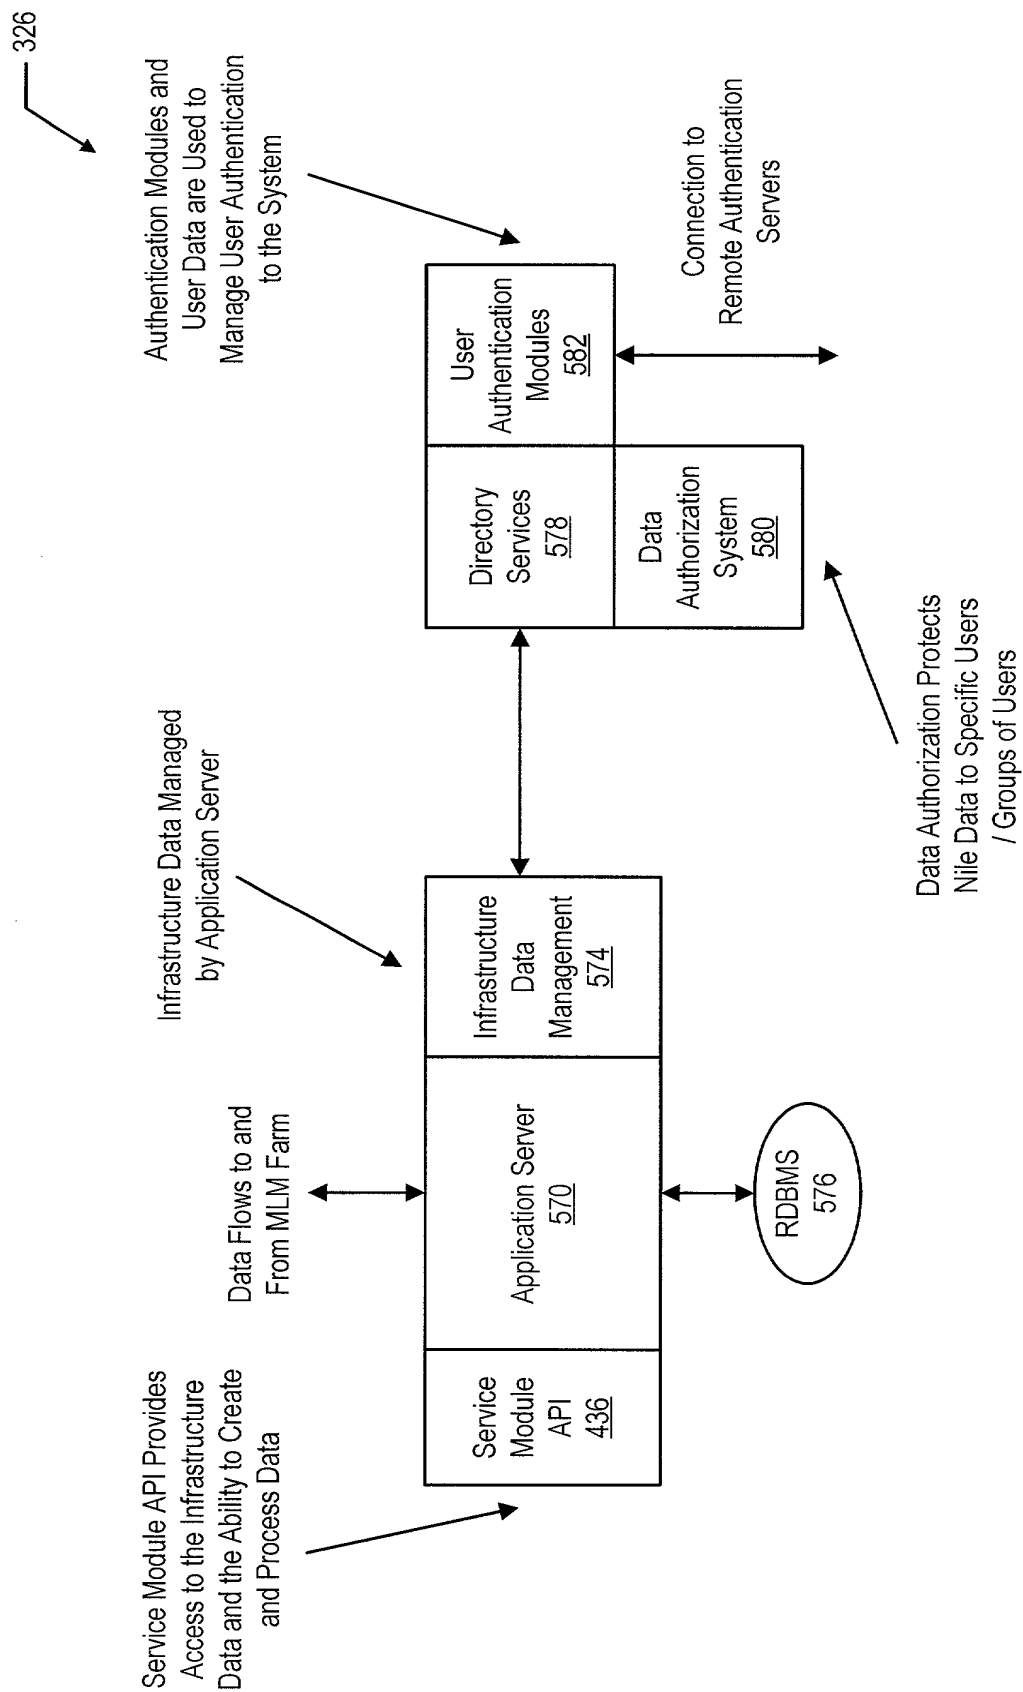 326
Service Module API Provides
Access to the Infrastructure
Data and the Ability to Create
and Process Data
Data Flows to and
From MLM Farm
Infrastructure Data Managed
by Application Server
Authentication Modules and
User Data are Used to
Manage User Authentication
to the System
Service
Module
API
436
Application Server
570
Infrastructure
Data
Management
574
Directory
Services
578
User
Authentication
Modules
582
Data
Authorization
System
580
Connection to
Remote Authentication
Servers
RDBMS
576
Data Authorization Protects
Nile Data to Specific Users
/ Groups of Users